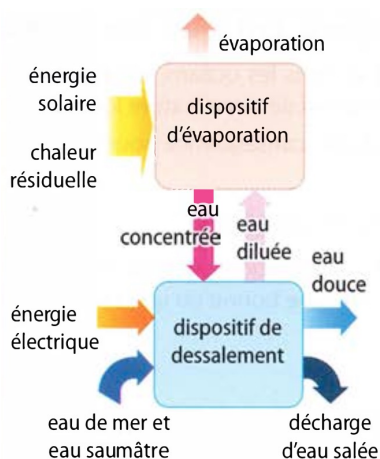 évaporation
énergie
solaire
chaleur
résiduelle
dispositif
d'évaporation
eau
concentrée
eau
diluée
eau
douce
énergie
électrique
dispositif de
dessalement
eau de mer et
eau saumâtre
décharge
d'eau salée